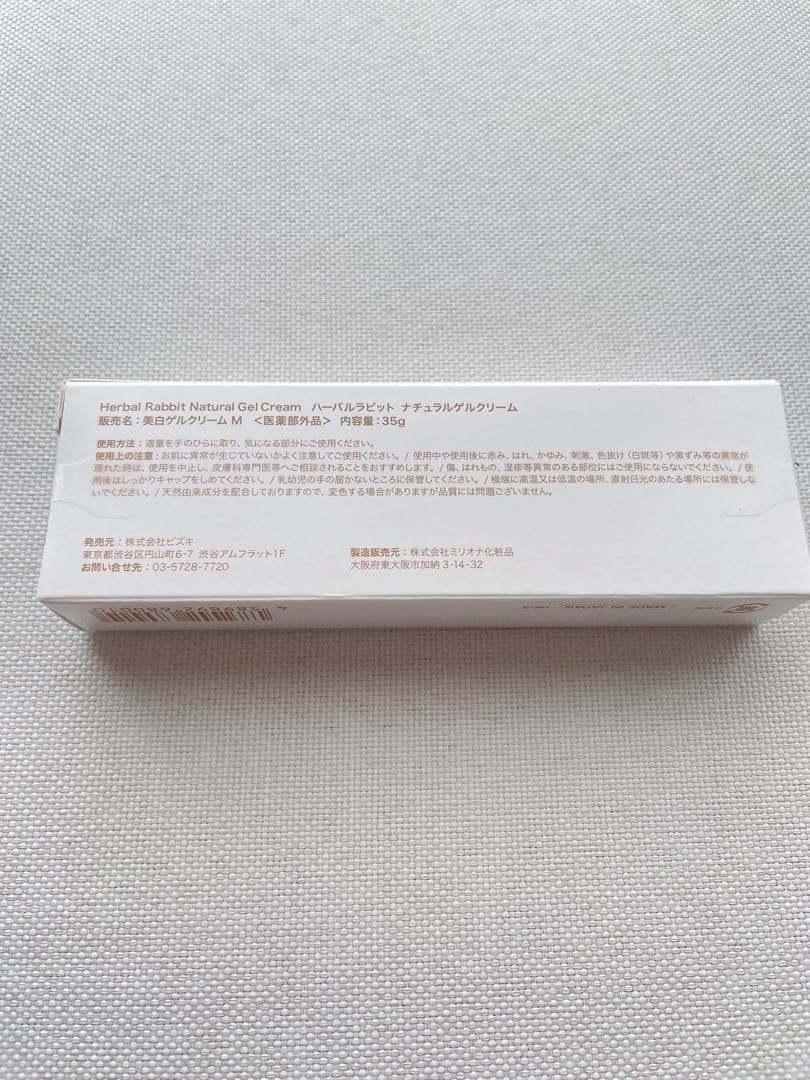 Herbal Rabbit Natural Gel Cream ハーバルラビット ナチュラルゲルクリーム
販売名：美白ゲルクリーム M ＜医薬部外品＞ 内容量：35g
使用方法：適量を手のひらに取り、気になる部分にご使用ください。
使用上の注意：お肌に異常が生じていないかよく注意してご使用ください。/ 使用中や使用後に赤み、はれ、かゆみ、刺激、色抜け（白斑等）や黒ずみ等の異常が
現れた時は、使用を中止し、皮膚科専門医等へご相談されることをおすすめします。/ 傷、はれもの、湿疹等異常のある部位にはご使用にならないでください。/ 使
用後はしっかりキャップをしめてください。/ 乳幼児の手の届かないところに保管してください。/ 極端に高温又は低温の場所、直射日光のあたる場所には保管しな
いでください。/ 天然由来成分を配合しておりますので、変色する場合がありますが品質には問題ございません。
発売元：株式会社ビズキ
東京都渋谷区円山町6-7 渋谷アムフラット1F
お問い合せ先：03-5728-7720
製造販売元：株式会社ミリオナ化粧品
大阪府東大阪市加納 3-14-32
MADE IN JAPAN